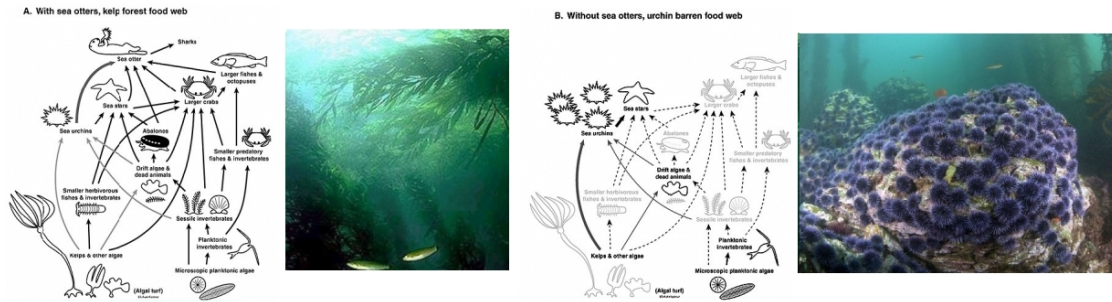 A. With sea otters, kelp forest food web
Sharks
Sea otter
Larger fishes &
octopuses
Larger crabs
Sea stars
Sea urchins
Abalones
Smaller predatory
fishes & invertebrates
Drift algae &
dead animals
Smaller herbivorous
fishes & invertebrates
Sessile invertebrates
Planktonic
invertebrates
Kelps & other algae
Microscopic planktonic algae
(Algal turf)
B. Without sea otters, urchin barren food web
Larger fishes &
octopuses
Larger crabs
Sea stars
Sea urchins
Abalones
Smaller predatory
fishes & invertebrates
Drift algae &
dead animals
Smaller herbivorous
fishes & invertebrates
Sessile invertebrates
Planktonic
invertebrates
Kelps & other algae
Microscopic planktonic algae
(Algal turf)